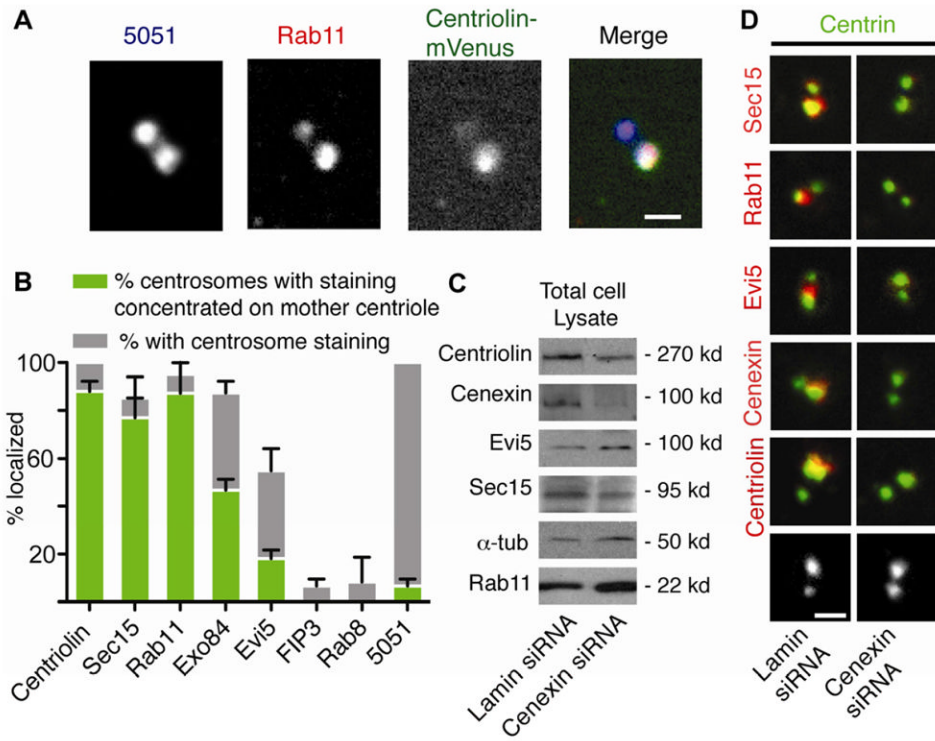 A
5051
Rab11
Centriolin-
mVenus
Merge
B
% centrosomes with staining
concentrated on mother centriole
% with centrosome staining
% localized
100
60
20
Centriolin
Sec15
Rab11
Exo84
Evi5
FIP3
Rab8
5051
C
Total cell
Lysate
Centriolin - 270 kd
Cenexin - 100 kd
Evi5 - 100 kd
Sec15 - 95 kd
α-tub - 50 kd
Rab11 - 22 kd
Lamin siRNA
Cenexin siRNA
D
Centrin
Sec15
Rab11
Evi5
Cenexin
Centriolin
Lamin
siRNA
Cenexin
siRNA